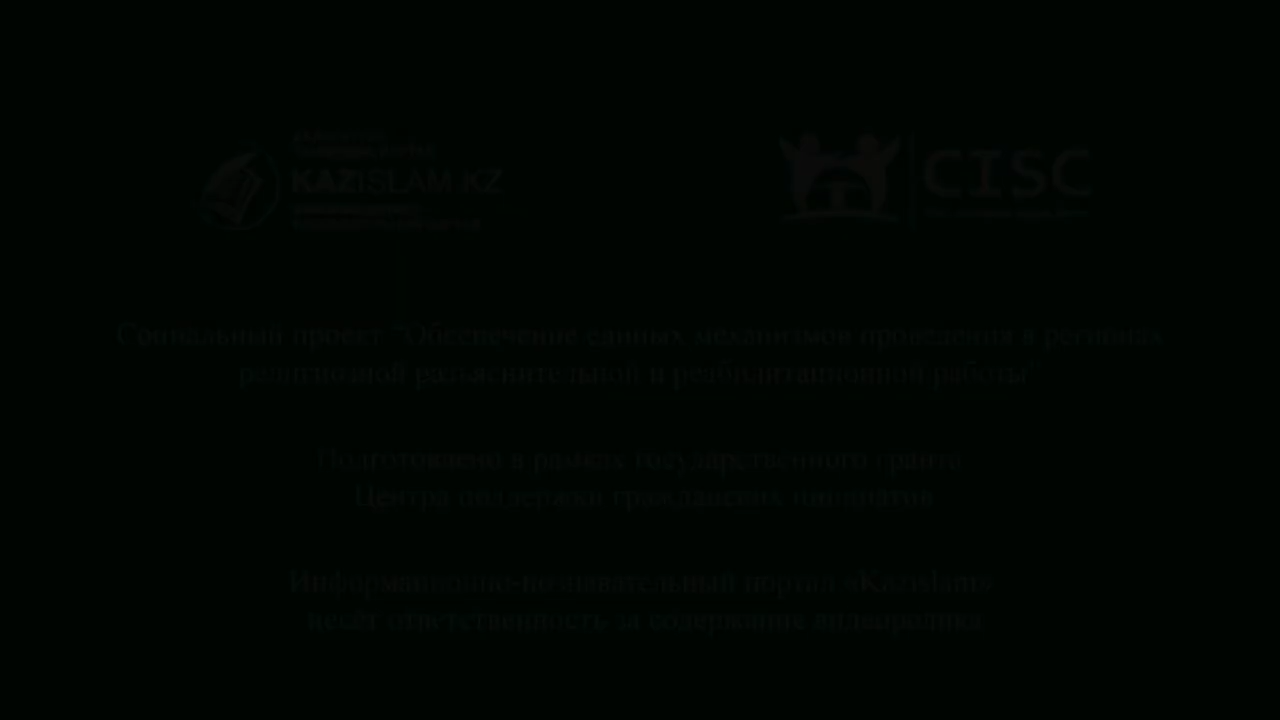 KAZISLAM.KZ
CISC
Социальный проект "Обеспечение единых механизмов проведения в регионах
религиозной разъяснительной и реабилитационной работы"
Подготовлено в рамках государственного гранта
Центра поддержки гражданских инициатив
Информационно-познавательный портал «Kazislam»
несёт ответственность за содержание видеоролика